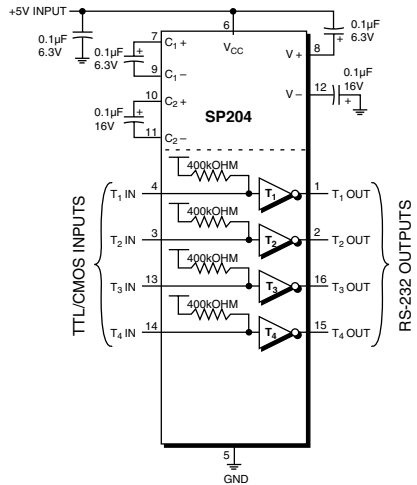 +5V INPUT
0.1µF
6.3V
0.1µF
6.3V
0.1µF
16V
7
C1+
9
C1–
10
C2+
11
C2–
6
VCC
V+
8
0.1µF
6.3V
V–
12
0.1µF
16V
+
+
+
+
+
SP204
400kOHM
T1 IN
4
T1
1
T1 OUT
400kOHM
T2 IN
3
T2
2
T2 OUT
400kOHM
T3 IN
13
T3
16
T3 OUT
400kOHM
T4 IN
14
T4
15
T4 OUT
TTL/CMOS INPUTS
RS-232 OUTPUTS
5
GND